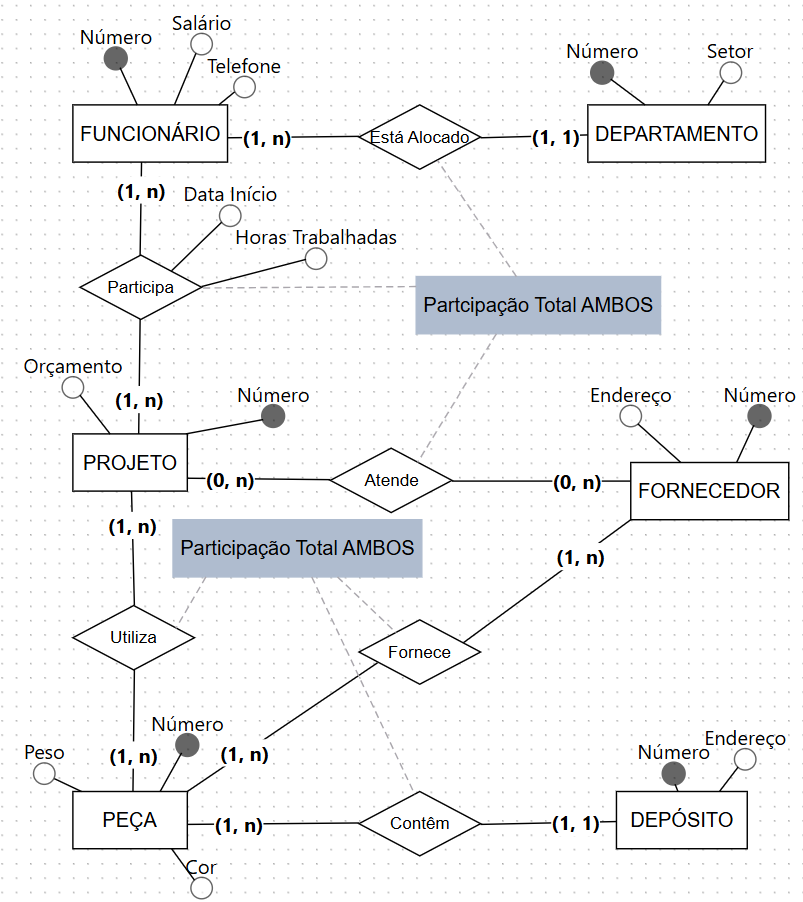 Salário
Número
Telefone
Número
Setor
FUNCIONÁRIO
(1, n)
Está Alocado
(1, 1)
DEPARTAMENTO
(1, n)
Data Início
Horas Trabalhadas
Participa
Partcipação Total AMBOS
Orçamento
(1, n)
Número
Endereço
Número
PROJETO
(0, n)
Atende
(0, n)
FORNECEDOR
(1, n)
Participação Total AMBOS
(1, n)
Utiliza
Fornece
Número
Peso
(1, n)
(1, n)
Número
Endereço
PEÇA
(1, n)
Contêm
(1, 1)
DEPÓSITO
Cor